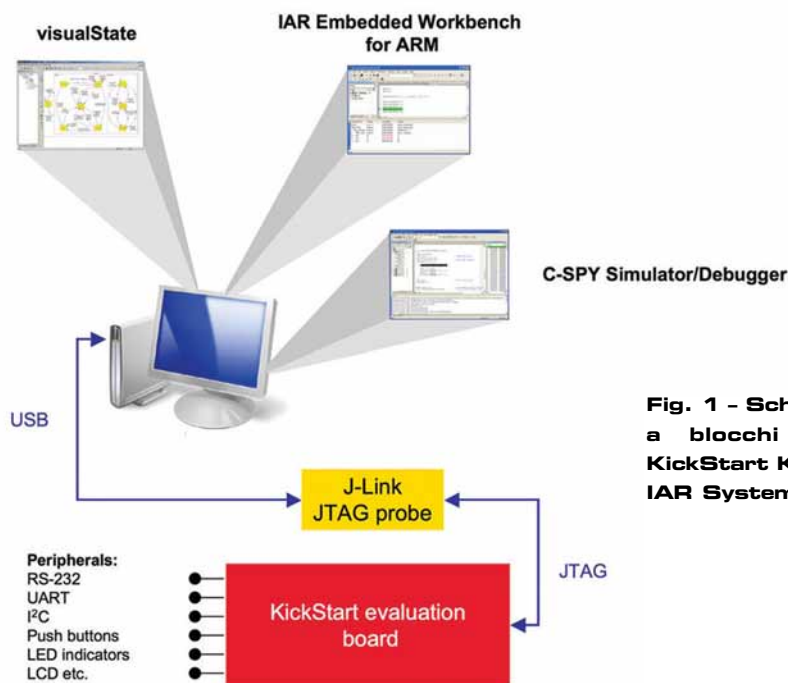 visualState
IAR Embedded Workbench
for ARM
C-SPY Simulator/Debugger
USB
J-Link
JTAG probe
JTAG
Peripherals:
RS-232
UART
I²C
Push buttons
LED indicators
LCD etc.
KickStart evaluation
board
Fig. 1 - Sch
a blocchi
KickStart K
IAR System